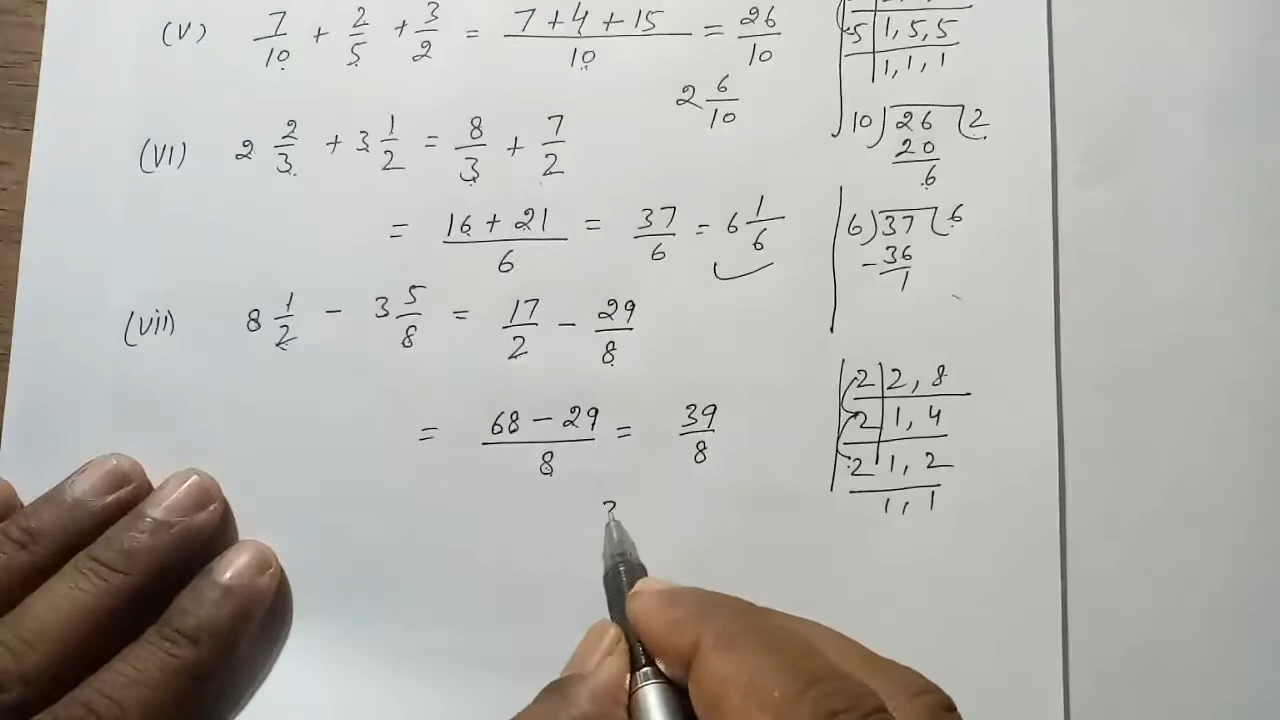 (V) 7/10 + 2/5 + 3/2 = 7 + 4 + 15/10 = 26/10
2 6/10
(VI) 2 2/3 + 3 1/2 = 8/3 + 7/2
= 16 + 21/6 = 37/6 = 6 1/6
(VII) 8 1/2 - 3 5/8 = 17/2 - 29/8
= 68 - 29/8 = 39/8
5 | 1, 5, 5
1, 1, 1
10) 26 (2
20
6
6) 37 (6
- 36
1
2 | 2, 8
2 | 1, 4
2 | 1, 2
1, 1